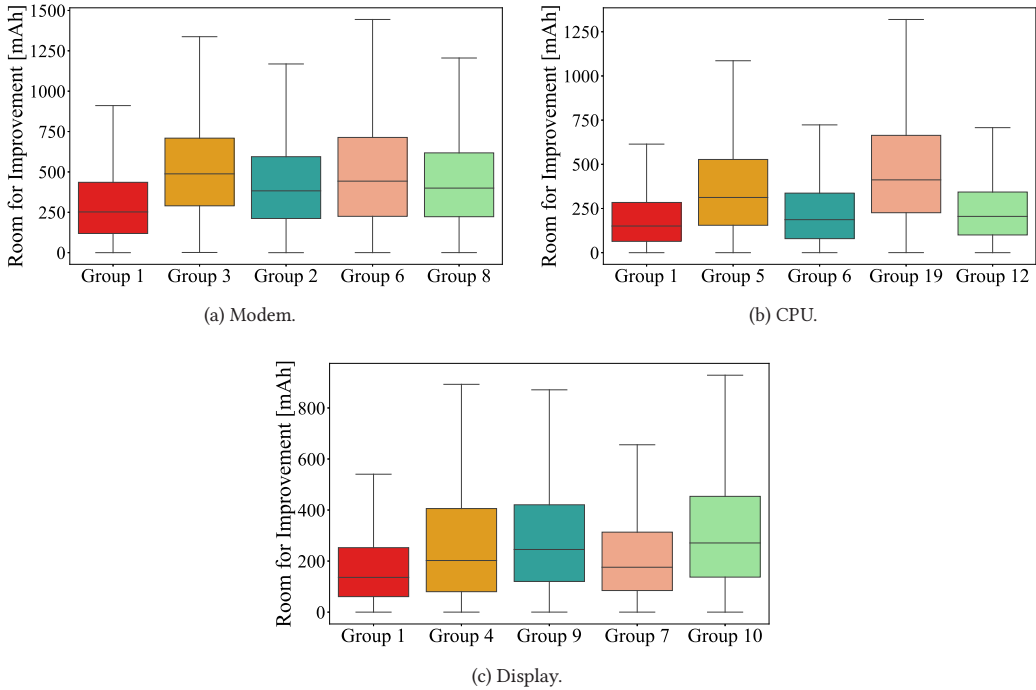 Room for Improvement [mAh]
1500
1250
1000
750
500
250
0
Group 1 Group 3 Group 2 Group 6 Group 8
(a) Modem.
Room for Improvement [mAh]
1250
1000
750
500
250
0
Group 1 Group 5 Group 6 Group 19 Group 12
(b) CPU.
Room for Improvement [mAh]
800
600
400
200
0
Group 1 Group 4 Group 9 Group 7 Group 10
(c) Display.